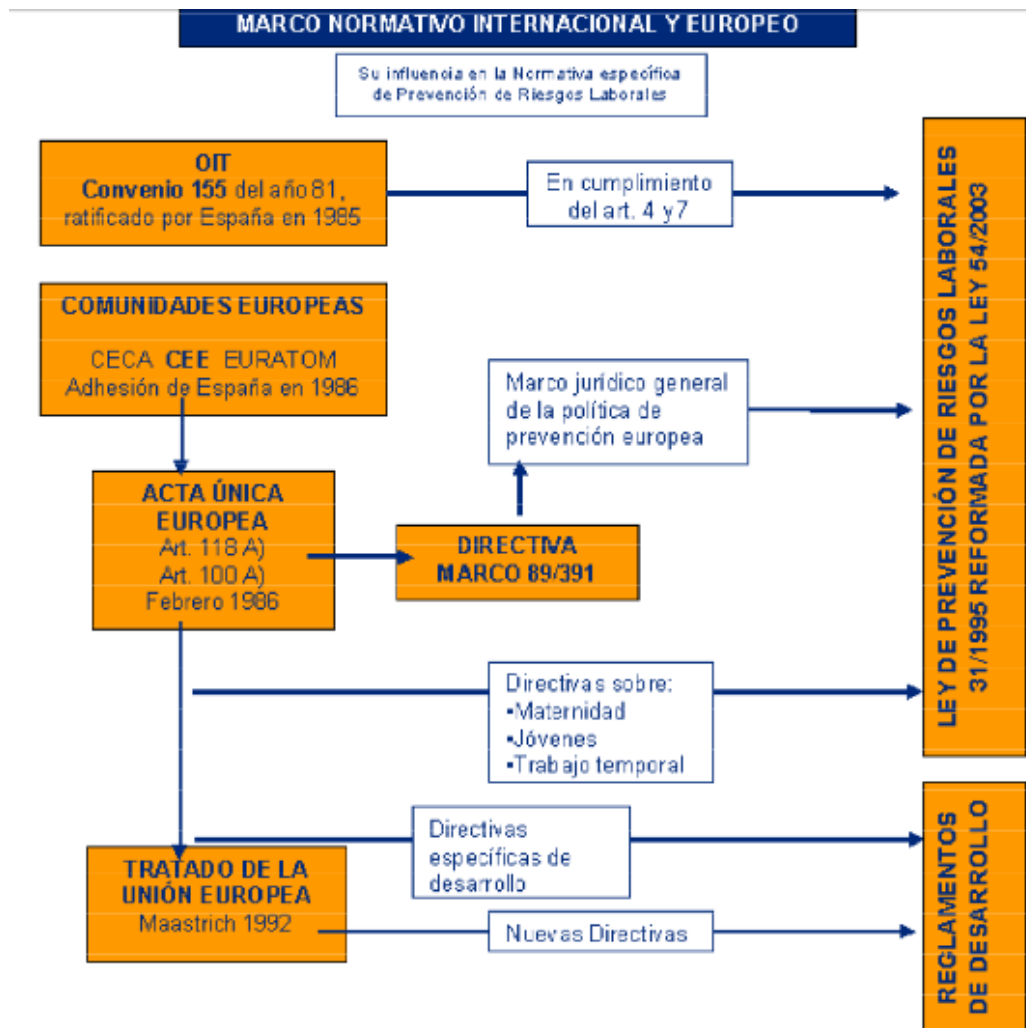 MARCO NORMATIVO INTERNACIONAL Y EUROPEO
Su influencia en la Normativa específica
de Prevención de Riesgos Laborales
OIT
Convenio 155 del año 81,
ratificado por España en 1985
En cumplimiento
del art. 4 y7
COMUNIDADES EUROPEAS
CECA CEE EURATOM
Adhesión de España en 1986
Marco jurídico general
de la política de
prevención europea
ACTA ÚNICA
EUROPEA
Art. 118 A)
Art. 100 A)
Febrero 1986
DIRECTIVA
MARCO 89/391
Directivas sobre:
▪Maternidad
▪Jóvenes
▪Trabajo temporal
Directivas
específicas de
desarrollo
TRATADO DE LA
UNIÓN EUROPEA
Maastrich 1992
Nuevas Directivas
LEY DE PREVENCIÓN DE RIESGOS LABORALES
31/1995 REFORMADA POR LA LEY 54/2003
REGLAMENTOS
DE DESARROLLO